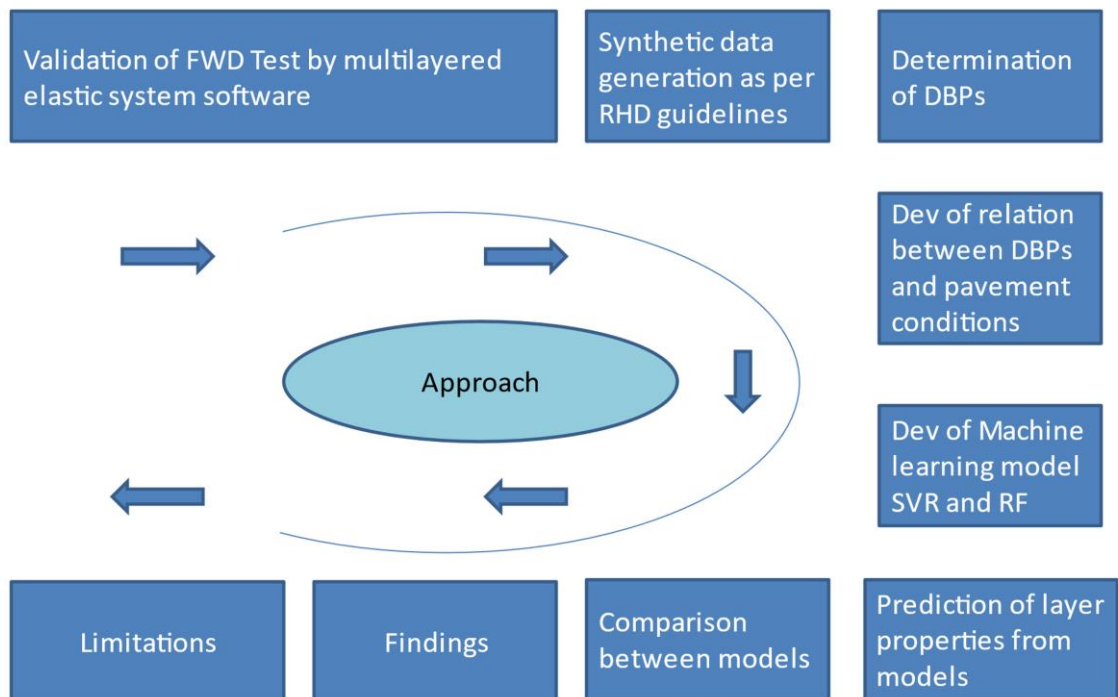 Validation of FWD Test by multilayered
elastic system software
Synthetic data
generation as per
RHD guidelines
Determination
of DBPs
Dev of relation
between DBPs
and pavement
conditions
Approach
Dev of Machine
learning model
SVR and RF
Limitations
Findings
Comparison
between models
Prediction of layer
properties from
models